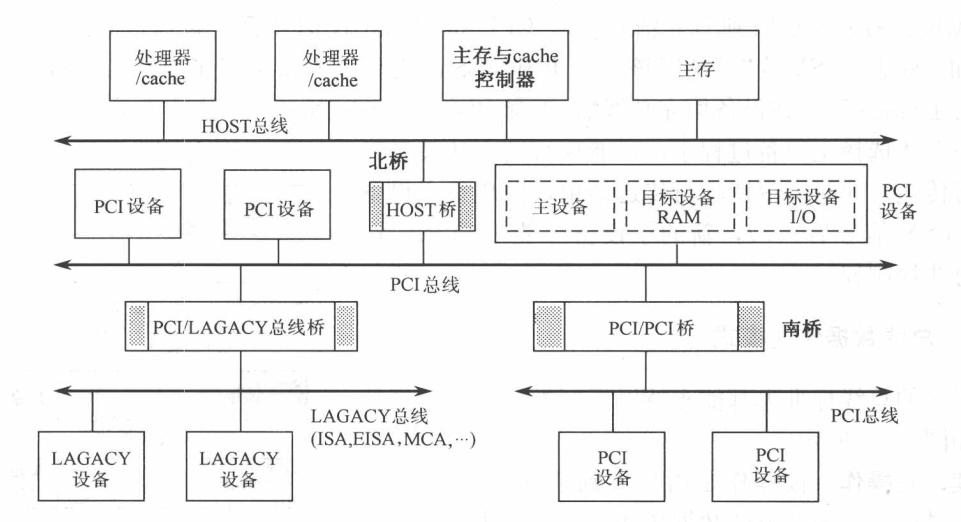 处理器
/cache
处理器
/cache
主存与cache
控制器
主存
HOST总线
北桥
PCI设备
PCI设备
HOST桥
主设备
目标设备
RAM
目标设备
I/O
PCI
设备
PCI总线
PCI/LAGACY总线桥
PCI/PCI桥
南桥
LAGACY总线
(ISA,EISA,MCA,…)
PCI总线
LAGACY
设备
LAGACY
设备
PCI
设备
PCI
设备